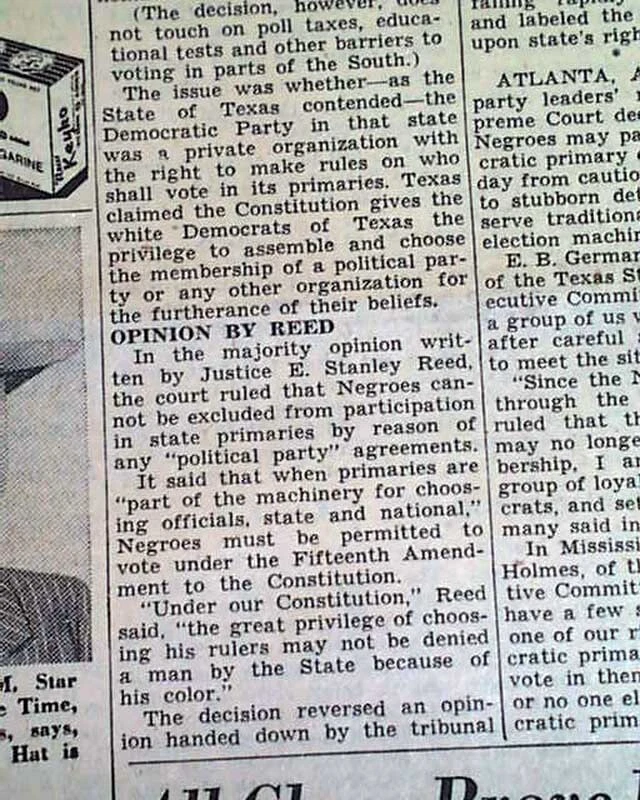 (The decision, however, does
not touch on poll taxes, educa-
tional tests and other barriers to
voting in parts of the South.)
The issue was whether—as the
State of Texas contended—the
Democratic Party in that state
was a private organization with
the right to make rules on who
shall vote in its primaries. Texas
claimed the Constitution gives the
white Democrats of Texas the
privilege to assemble and choose
the membership of a political par-
ty or any other organization for
the furtherance of their beliefs.
OPINION BY REED
In the majority opinion writ-
ten by Justice E. Stanley Reed,
the court ruled that Negroes can-
not be excluded from participation
in state primaries by reason of
any "political party" agreements.
It said that when primaries are
"part of the machinery for choos-
ing officials, state and national,"
Negroes must be permitted to
vote under the Fifteenth Amend-
ment to the Constitution.
"Under our Constitution," Reed
said, "the great privilege of choos-
ing his rulers may not be denied
a man by the State because of
his color."
The decision reversed an opin-
ion handed down by the tribunal
and labeled the
upon state's righ
ATLANTA, A
party leaders'
preme Court de
Negroes may pa
cratic primary
day from cautio
to stubborn de
serve tradition
election machin
E. B. German
of the Texas St
ecutive Commi
a group of us
after careful
to meet the sit
"Since the N
through the
ruled that th
may no longe
bership, I a
group of loya
crats, and se
many said in
In Mississi
Holmes, of t
tive Commit
have a few
one of our r
cratic prima
vote in the
or no one el
cratic prim
Keyko
GARINE
M, Star
e Time,
s, says,
Hat is